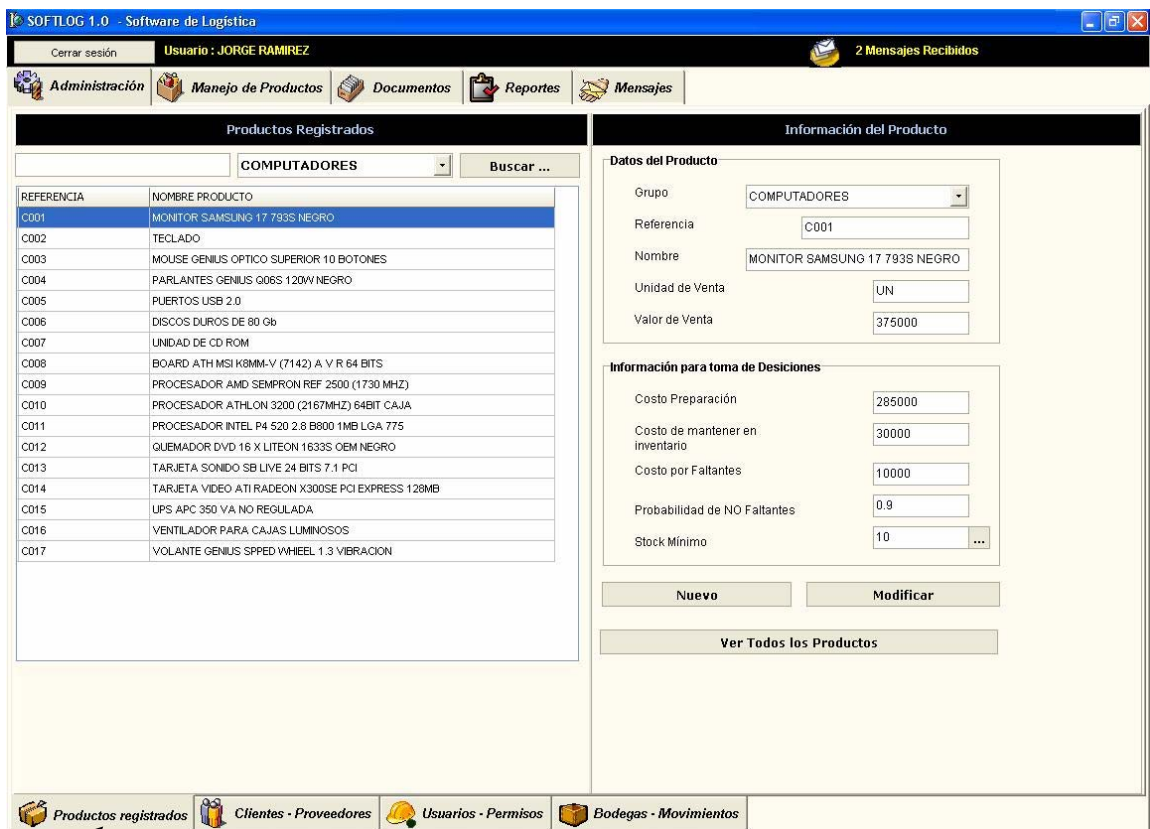 SOFTLOG 1.0 - Software de Logística
Cerrar sesión
Usuario : JORGE RAMIREZ
2 Mensajes Recibidos
Administración
Manejo de Productos
Documentos
Reportes
Mensajes
Productos Registrados
COMPUTADORES
Buscar ...
REFERENCIA NOMBRE PRODUCTO
C001 MONITOR SAMSUNG 17 793S NEGRO
C002 TECLADO
C003 MOUSE GENIUS OPTICO SUPERIOR 10 BOTONES
C004 PARLANTES GENIUS Q06S 120W NEGRO
C005 PUERTOS USB 2.0
C006 DISCOS DUROS DE 80 Gb
C007 UNIDAD DE CD ROM
C008 BOARD ATH MSI K8MM-V (7142) A V R 64 BITS
C009 PROCESADOR AMD SEMPRON REF 2500 (1730 MHZ)
C010 PROCESADOR ATHLON 3200 (2167MHZ) 64BIT CAJA
C011 PROCESADOR INTEL P4 520 2.8 B800 1MB LGA 775
C012 QUEMADOR DVD 16 X LITEON 1633S OEM NEGRO
C013 TARJETA SONIDO SB LIVE 24 BITS 7.1 PCI
C014 TARJETA VIDEO ATI RADEON X300SE PCI EXPRESS 128MB
C015 UPS APC 350 VA NO REGULADA
C016 VENTILADOR PARA CAJAS LUMINOSOS
C017 VOLANTE GENIUS SPPED WHIEEL 1.3 VIBRACION
Información del Producto
Datos del Producto
Grupo COMPUTADORES
Referencia C001
Nombre MONITOR SAMSUNG 17 793S NEGRO
Unidad de Venta UN
Valor de Venta 375000
Información para toma de Desiciones
Costo Preparación 285000
Costo de mantener en
inventario 30000
Costo por Faltantes 10000
Probabilidad de NO Faltantes 0.9
Stock Mínimo 10 ...
Nuevo
Modificar
Ver Todos los Productos
Productos registrados
Clientes - Proveedores
Usuarios - Permisos
Bodegas - Movimientos